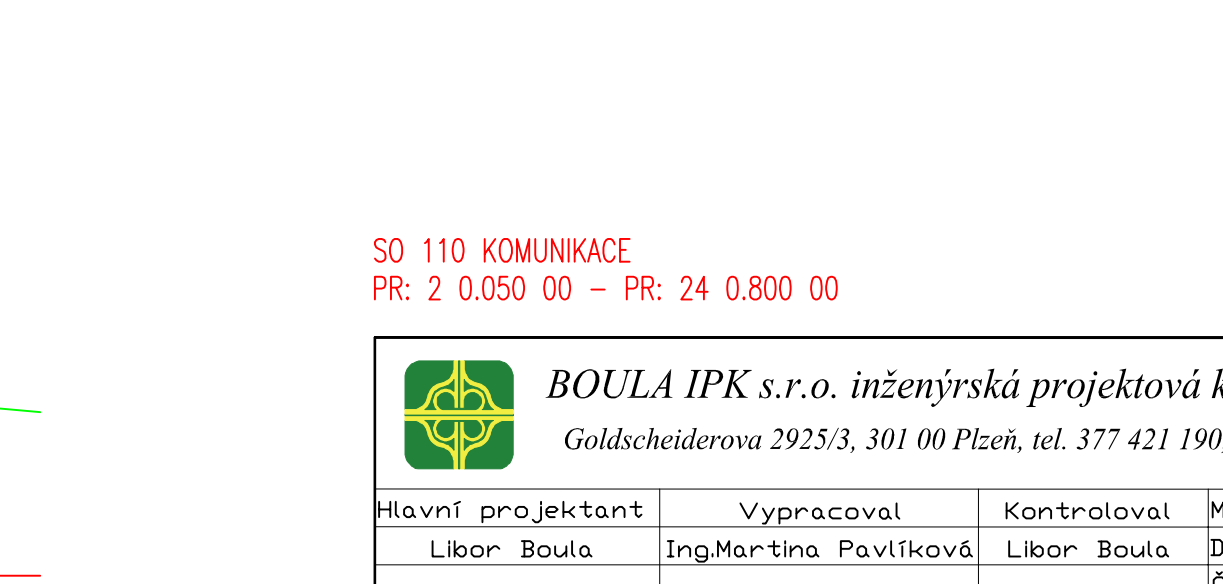 SO 110 KOMUNIKACE
PR: 2 0.050 00 – PR: 24 0.800 00
BOULA IPK s.r.o. inženýrská projektová k
Goldscheiderova 2925/3, 301 00 Plzeň, tel. 377 421 190,
Hlavní projektant Vypracoval Kontroloval M
Libor Boula Ing.Martina Pavlíková Libor Boula D